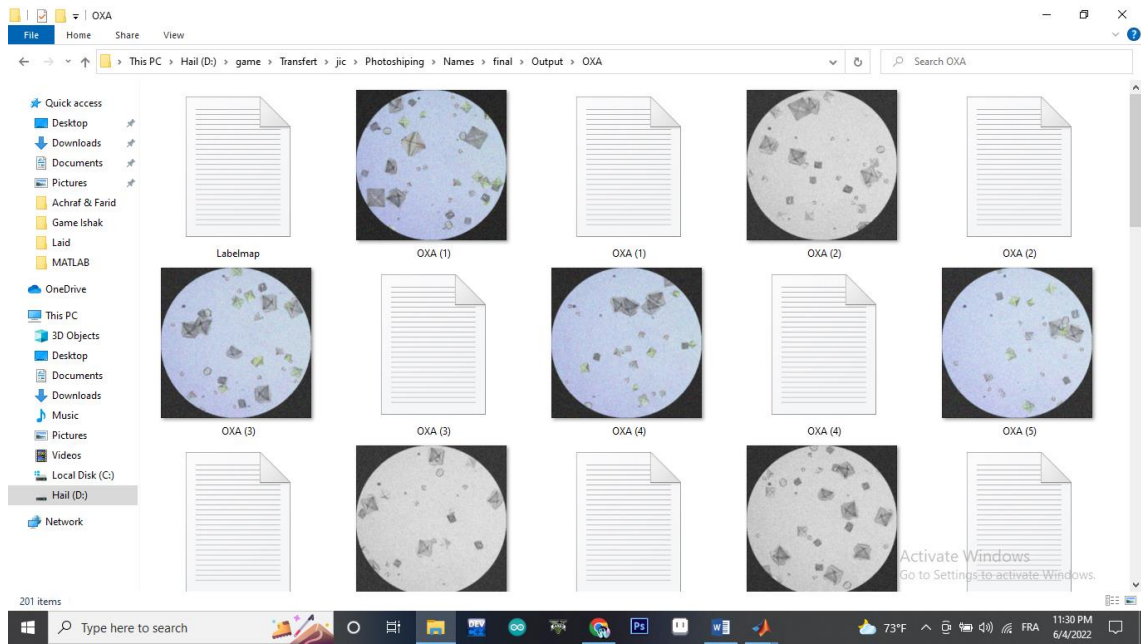 OXA
File Home Share View
This PC > Hail (D:) > game > Transfert > jic > Photoshiping > Names > final > Output > OXA
Search OXA
Quick access
Desktop
Downloads
Documents
Pictures
Achraf & Farid
Game Ishak
Laid
MATLAB
OneDrive
This PC
3D Objects
Desktop
Documents
Downloads
Music
Pictures
Videos
Local Disk (C:)
Hail (D:)
Network
Labelmap OXA (1) OXA (1) OXA (2) OXA (2)
OXA (3) OXA (3) OXA (4) OXA (4) OXA (5)
Activate Windows
Go to Settings to activate Windows.
201 items
Type here to search
DEV
Ps
W
73°F
FRA
11:30 PM
6/4/2022